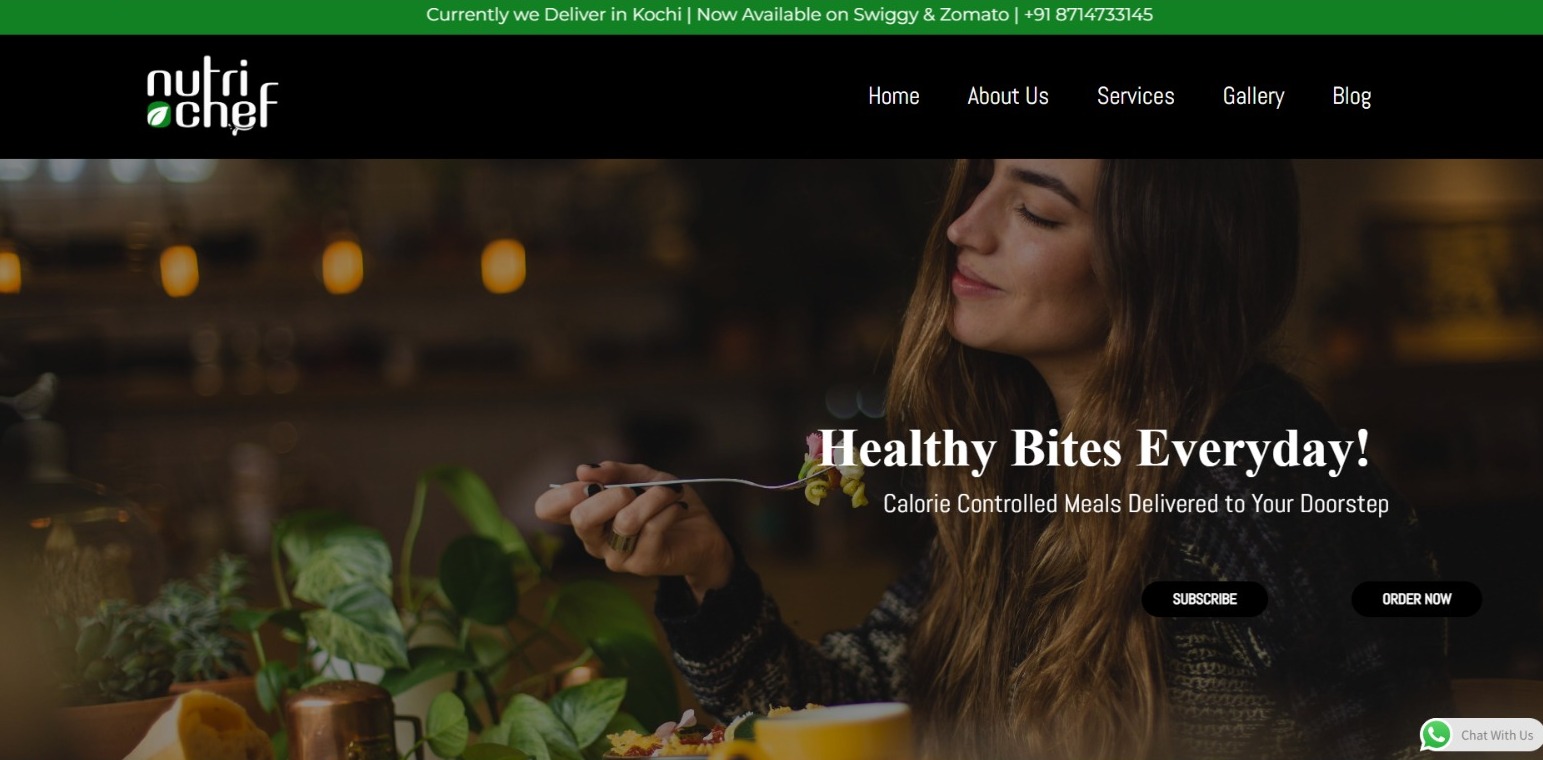 Currently we Deliver in Kochi | Now Available on Swiggy & Zomato | +91 8714733145
nutri
chef
Home About Us Services Gallery Blog
Healthy Bites Everyday!
Calorie Controlled Meals Delivered to Your Doorstep
SUBSCRIBE ORDER NOW
Chat With Us